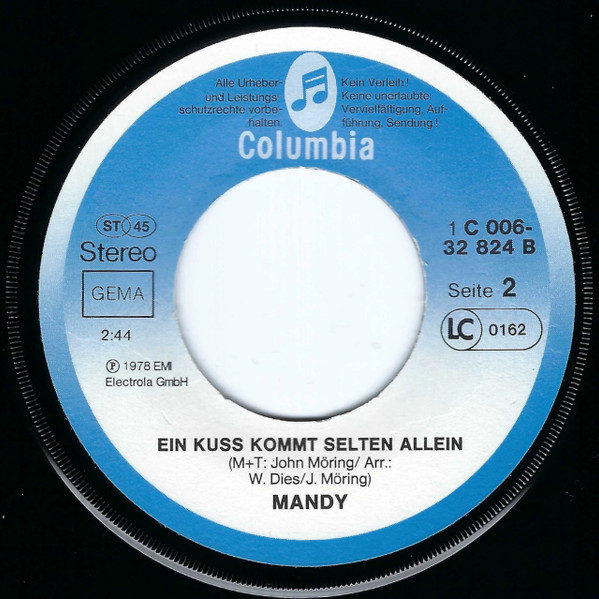 Alle Urheber-
und Leistungs
schutzrechte vorbe-
halten.
Kein Verleih!
Keine unerlaubte
Vervielfältigung, Auf-
führung, Sendung!
Columbia
ST 45
Stereo
GEMA
2:44
℗ 1978 EMI
Electrola GmbH
1 C 006-
32 824 B
Seite 2
LC 0162
EIN KUSS KOMMT SELTEN ALLEIN
(M+T: John Möring/ Arr.:
W. Dies/J. Möring)
MANDY